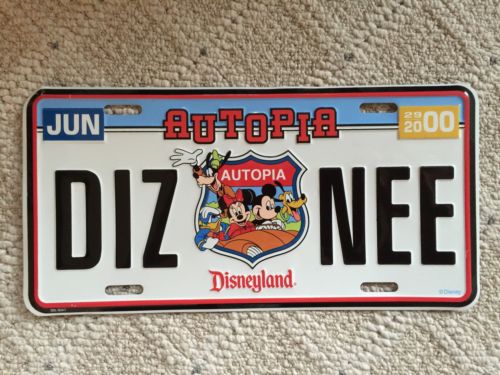 JUN
AUTOPIA
29
20 00
AUTOPIA
DIZ NEE
Disneyland
©Disney